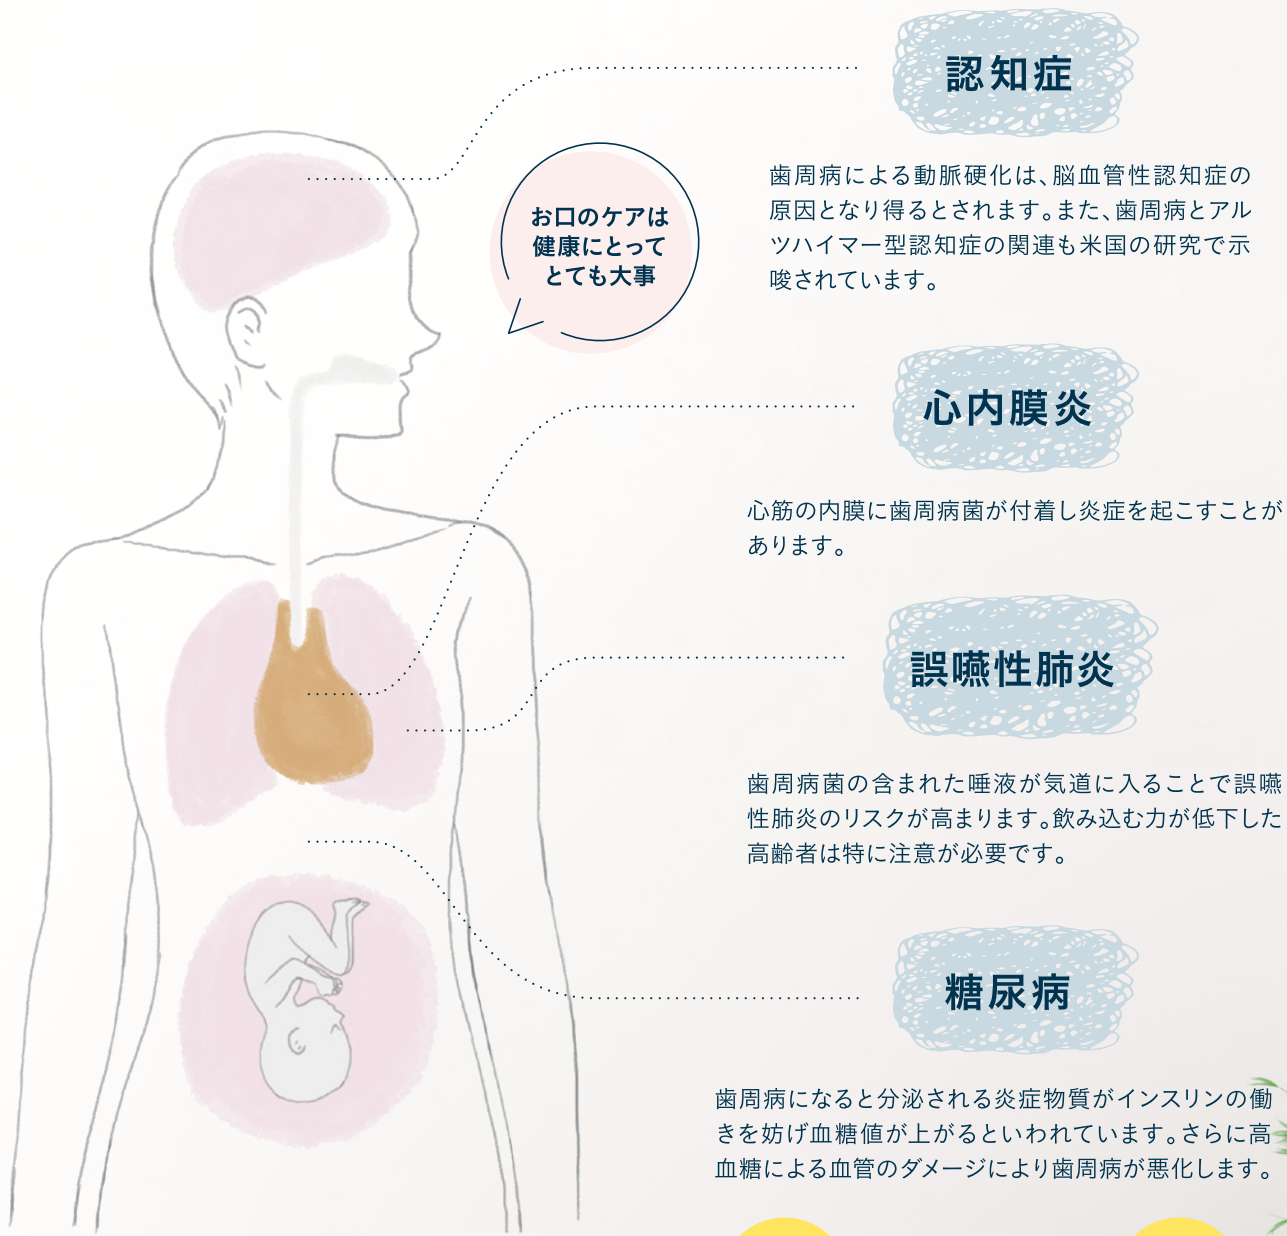 認知症
歯周病による動脈硬化は、脳血管性認知症の
原因となり得るとされます。また、歯周病とアル
ツハイマー型認知症の関連も米国の研究で示
唆されています。
お口のケアは
健康にとって
とても大事
心内膜炎
心筋の内膜に歯周病菌が付着し炎症を起こすことが
あります。
誤嚥性肺炎
歯周病菌の含まれた唾液が気道に入ることで誤嚥
性肺炎のリスクが高まります。飲み込む力が低下した
高齢者は特に注意が必要です。
糖尿病
歯周病になると分泌される炎症物質がインスリンの働
きを妨げ血糖値が上がるといわれています。さらに高
血糖による血管のダメージにより歯周病が悪化します。